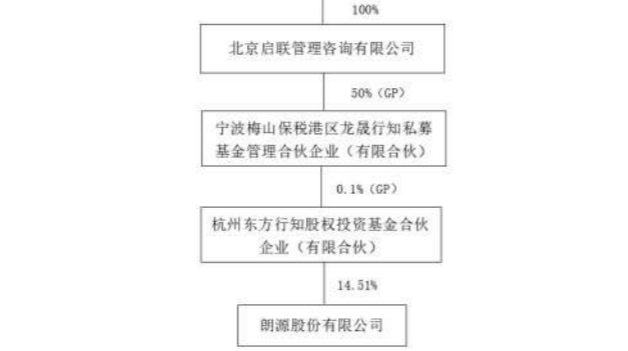 100%
北京启联管理咨询有限公司
50%（GP）
宁波梅山保税港区龙晟行知私募
基金管理合伙企业（有限合伙）
0.1%（GP）
杭州东方行知股权投资基金合伙
企业（有限合伙）
14.51%
朗源股份有限公司